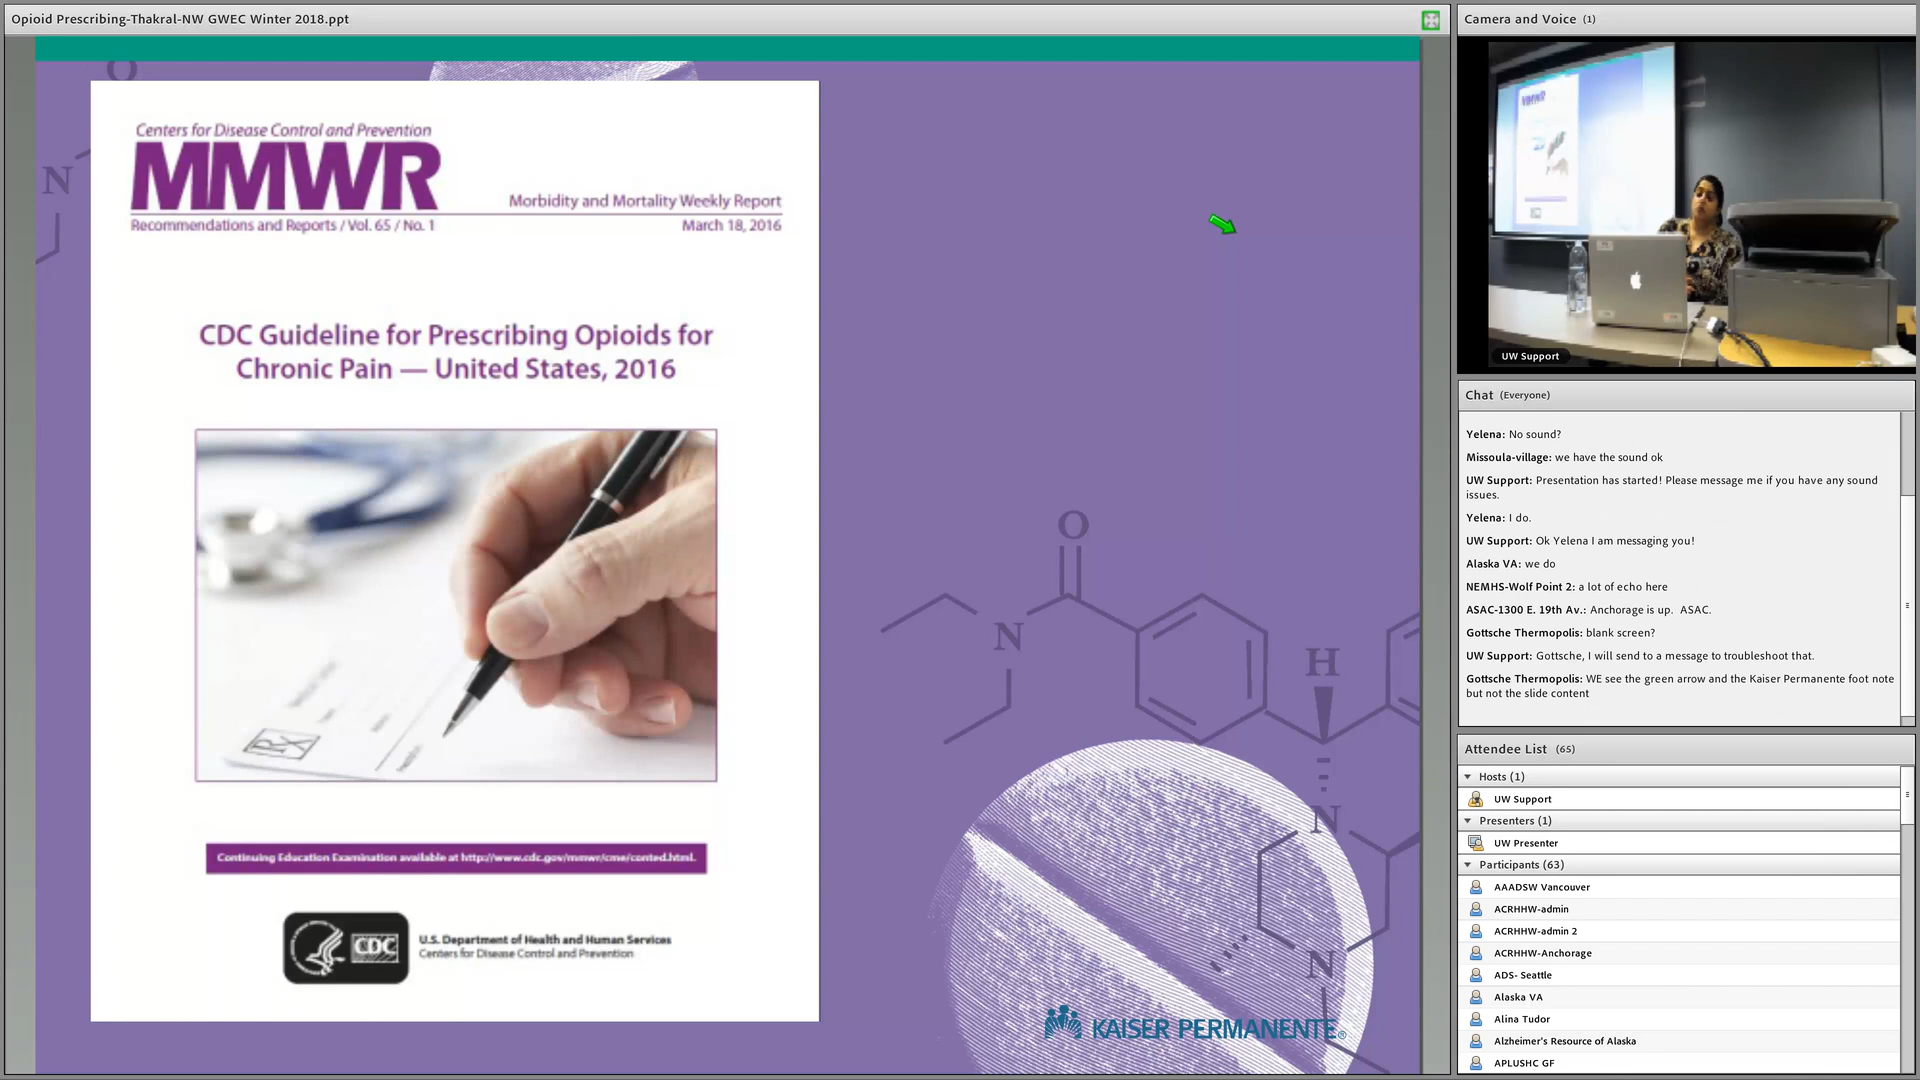 Opioid Prescribing-Thakral-NW GWEC Winter 2018.ppt
O
N
Centers for Disease Control and Prevention
MMWR
Morbidity and Mortality Weekly Report
Recommendations and Reports / Vol. 65 / No. 1
March 18, 2016
CDC Guideline for Prescribing Opioids for
Chronic Pain — United States, 2016
Rx
Continuing Education Examination available at http://www.cdc.gov/mmwr/cme/conted.html.
CDC
U.S. Department of Health and Human Services
Centers for Disease Control and Prevention
O
N
H
N
N
KAISER PERMANENTE®
Camera and Voice (1)
MMWR
UW Support
Chat (Everyone)
Yelena: No sound?
Missoula-village: we have the sound ok
UW Support: Presentation has started! Please message me if you have any sound
issues.
Yelena: I do.
UW Support: Ok Yelena I am messaging you!
Alaska VA: we do
NEMHS-Wolf Point 2: a lot of echo here
ASAC-1300 E. 19th Av.: Anchorage is up. ASAC.
Gottsche Thermopolis: blank screen?
UW Support: Gottsche, I will send to a message to troubleshoot that.
Gottsche Thermopolis: WE see the green arrow and the Kaiser Permanente foot note
but not the slide content
Attendee List (65)
Hosts (1)
UW Support
Presenters (1)
UW Presenter
Participants (63)
AAADSW Vancouver
ACRHHW-admin
ACRHHW-admin 2
ACRHHW-Anchorage
ADS- Seattle
Alaska VA
Alina Tudor
Alzheimer's Resource of Alaska
APLUSHC GF